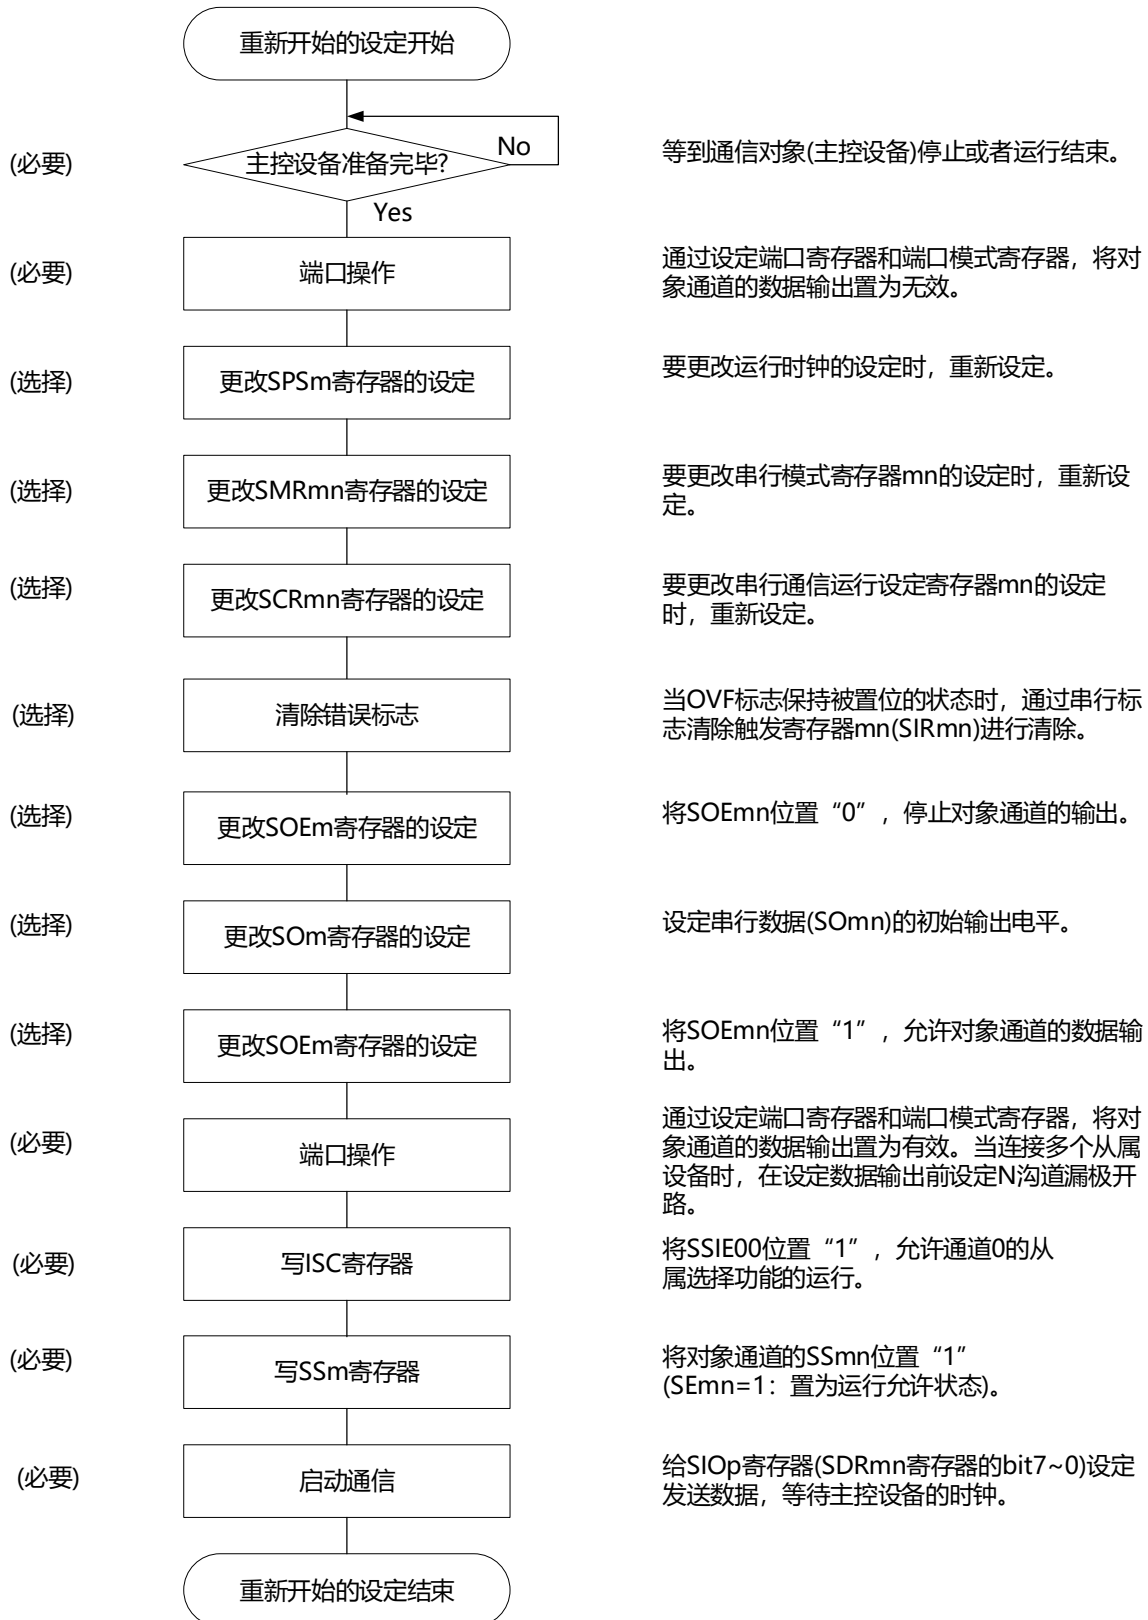 重新开始的设定开始
(必要)
主控设备准备完毕?
No
等到通信对象(主控设备)停止或者运行结束。
Yes
(必要)
端口操作
通过设定端口寄存器和端口模式寄存器，将对
象通道的数据输出置为无效。
(选择)
更改SPSm寄存器的设定
要更改运行时钟的设定时，重新设定。
(选择)
更改SMRmn寄存器的设定
要更改串行模式寄存器mn的设定时，重新设
定。
(选择)
更改SCRmn寄存器的设定
要更改串行通信运行设定寄存器mn的设定
时，重新设定。
(选择)
清除错误标志
当OVF标志保持被置位的状态时，通过串行标
志清除触发寄存器mn(SIRmn)进行清除。
(选择)
更改SOEm寄存器的设定
将SOEmn位置“0”，停止对象通道的输出。
(选择)
更改SOm寄存器的设定
设定串行数据(SOmn)的初始输出电平。
(选择)
更改SOEm寄存器的设定
将SOEmn位置“1”，允许对象通道的数据输
出。
(必要)
端口操作
通过设定端口寄存器和端口模式寄存器，将对
象通道的数据输出置为有效。当连接多个从属
设备时，在设定数据输出前设定N沟道漏极开
路。
(必要)
写ISC寄存器
将SSIE00位置“1”，允许通道0的从
属选择功能的运行。
(必要)
写SSm寄存器
将对象通道的SSmn位置“1”
(SEmn=1：置为运行允许状态)。
(必要)
启动通信
给SIOp寄存器(SDRmn寄存器的bit7~0)设定
发送数据，等待主控设备的时钟。
重新开始的设定结束